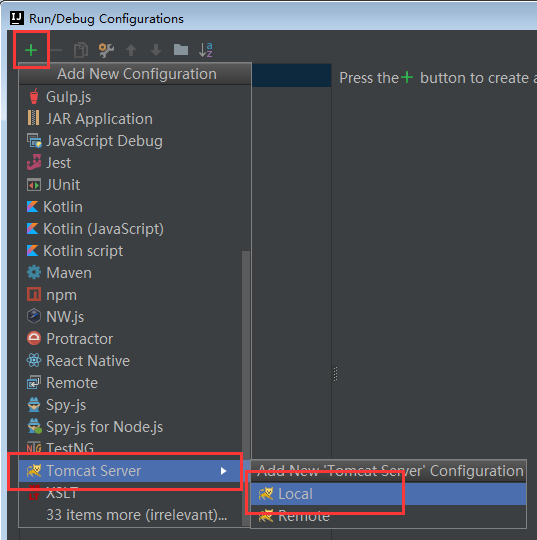 Run/Debug Configurations
Add New Configuration
Press the + button to create a
Gulp.js
JAR Application
JavaScript Debug
Jest
JUnit
Kotlin
Kotlin (JavaScript)
Kotlin script
Maven
npm
NW.js
Protractor
React Native
Remote
Spy-js
Spy-js for Node.js
TestNG
Tomcat Server
Add New 'Tomcat Server' Configuration
XSLT
Local
33 items more (irrelevant)...
Remote